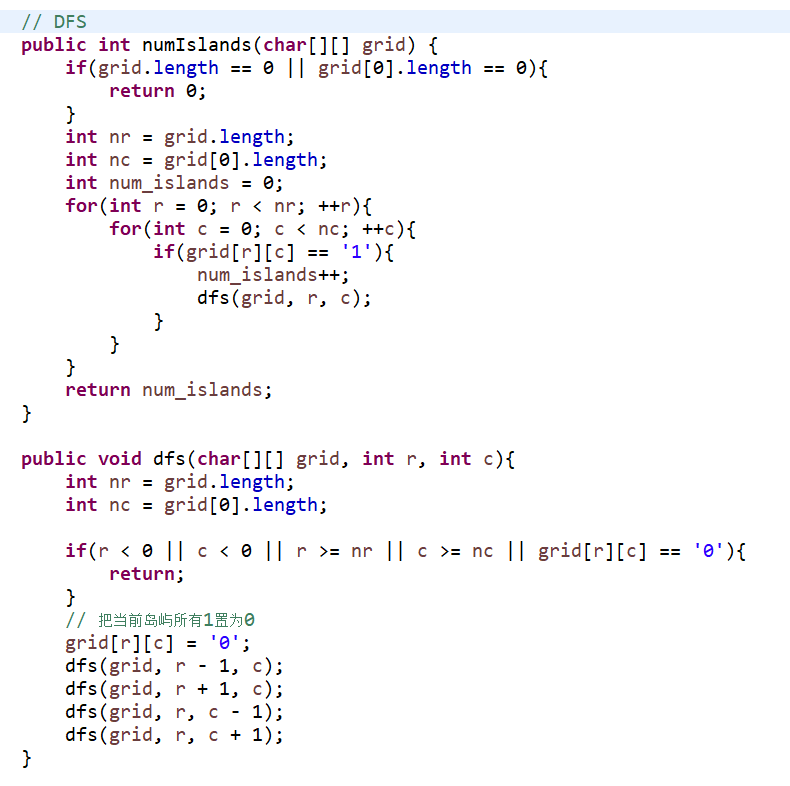 // DFS
public int numIslands(char[][] grid) {
    if(grid.length == 0 || grid[0].length == 0){
        return 0;
    }
    int nr = grid.length;
    int nc = grid[0].length;
    int num_islands = 0;
    for(int r = 0; r < nr; ++r){
        for(int c = 0; c < nc; ++c){
            if(grid[r][c] == '1'){
                num_islands++;
                dfs(grid, r, c);
            }
        }
    }
    return num_islands;
}

public void dfs(char[][] grid, int r, int c){
    int nr = grid.length;
    int nc = grid[0].length;

    if(r < 0 || c < 0 || r >= nr || c >= nc || grid[r][c] == '0'){
        return;
    }
    // 把当前岛屿所有1置为0
    grid[r][c] = '0';
    dfs(grid, r - 1, c);
    dfs(grid, r + 1, c);
    dfs(grid, r, c - 1);
    dfs(grid, r, c + 1);
}